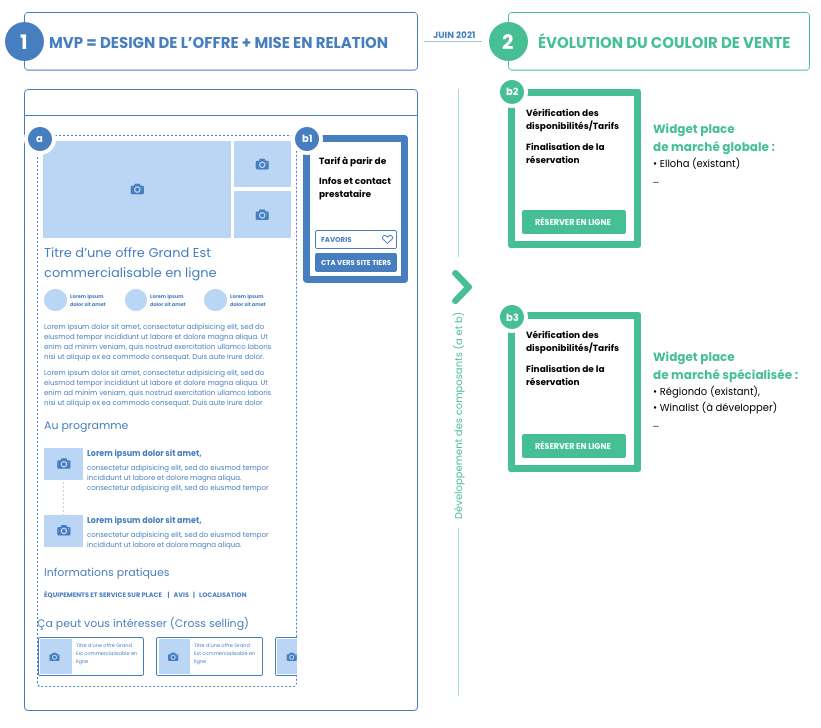 1
MVP = DESIGN DE L’OFFRE + MISE EN RELATION
JUIN 2021
2
ÉVOLUTION DU COULOIR DE VENTE
a
Titre d’une offre Grand Est
commercialisable en ligne
Lorem ipsum
dolor sit amet
Lorem ipsum
dolor sit amet
Lorem ipsum
dolor sit amet
Lorem ipsum dolor sit amet, consectetur adipisicing elit, sed do
eiusmod tempor incididunt ut labore et dolore magna aliqua. Ut
enim ad minim veniam, quis nostrud exercitation ullamco laboris
nisi ut aliquip ex ea commodo consequat. Duis aute irure dolor.
Lorem ipsum dolor sit amet, consectetur adipisicing elit, sed do
eiusmod tempor incididunt ut labore et dolore magna aliqua. Ut
enim ad minim veniam, quis nostrud exercitation ullamco laboris
nisi ut aliquip ex ea commodo consequat. Duis aute irure dolor
Au programme
Lorem ipsum dolor sit amet,
consectetur adipisicing elit, sed do eiusmod tempor
incididunt ut labore et dolore magna aliqua.
consectetur adipisicing elit, sed do eiusmod tempor
Lorem ipsum dolor sit amet,
consectetur adipisicing elit, sed do eiusmod tempor
incididunt ut labore et dolore magna aliqua.
Informations pratiques
ÉQUIPEMENTS ET SERVICE SUR PLACE | AVIS | LOCALISATION
Ça peut vous intéresser (Cross selling)
Titre d’une offre Grand
Est commercialisable en
ligne
Titre d’une offre Grand
Est commercialisable en
ligne
b1
Tarif à parir de
Infos et contact
prestataire
FAVORIS
CTA VERS SITE TIERS
Développement des composants (a et b)
b2
Vérification des
disponibilités/Tarifs
Finalisation de la
réservation
RÉSERVER EN LIGNE
Widget place
de marché globale :
• Elloha (existant)
...
b3
Vérification des
disponibilités/Tarifs
Finalisation de la
réservation
RÉSERVER EN LIGNE
Widget place
de marché spécialisée :
• Régiondo (existant),
• Winalist (à développer)
...